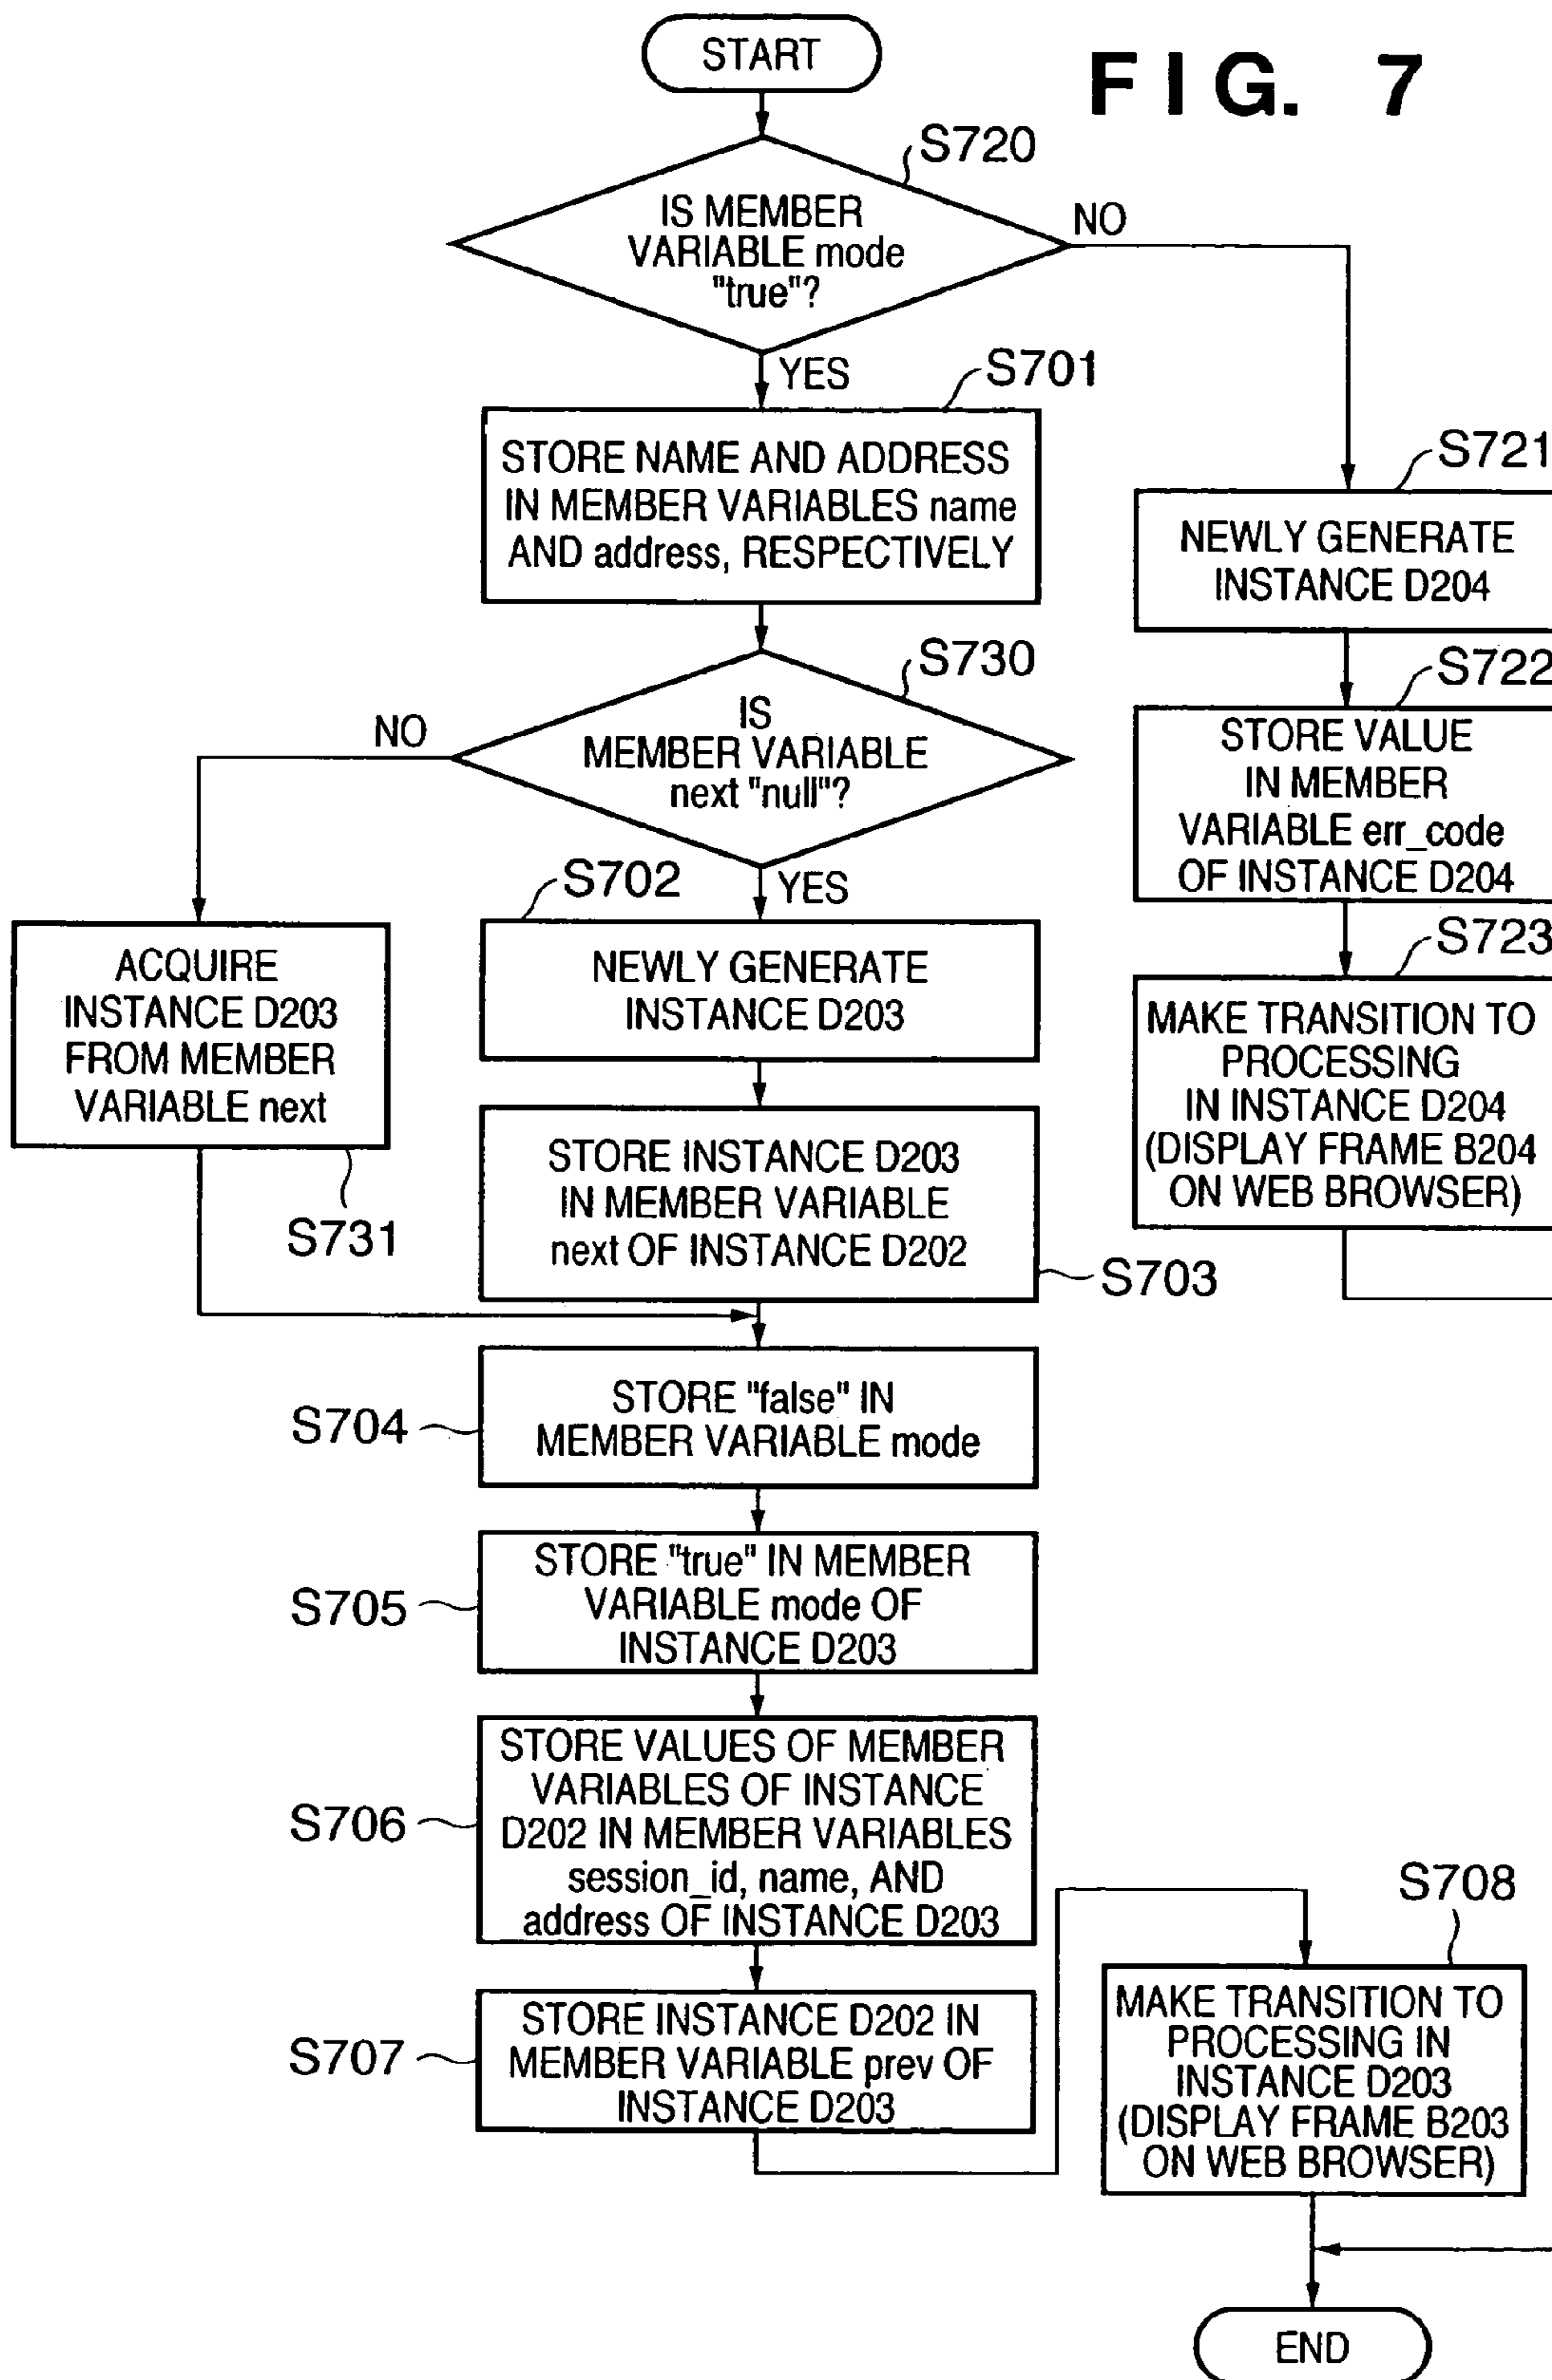 START
FIG. 7
S720
IS MEMBER
VARIABLE mode
"true"?
NO
YES
S701
STORE NAME AND ADDRESS
IN MEMBER VARIABLES name
AND address, RESPECTIVELY
S721
NEWLY GENERATE
INSTANCE D204
S730
IS
MEMBER VARIABLE
next "null"?
NO
YES
S722
STORE VALUE
IN MEMBER
VARIABLE err_code
OF INSTANCE D204
S702
NEWLY GENERATE
INSTANCE D203
ACQUIRE
INSTANCE D203
FROM MEMBER
VARIABLE next
S731
S723
MAKE TRANSITION TO
PROCESSING
IN INSTANCE D204
(DISPLAY FRAME B204
ON WEB BROWSER)
STORE INSTANCE D203
IN MEMBER VARIABLE
next OF INSTANCE D202
S703
S704
STORE "false" IN
MEMBER VARIABLE mode
S705
STORE "true" IN MEMBER
VARIABLE mode OF
INSTANCE D203
S706
STORE VALUES OF MEMBER
VARIABLES OF INSTANCE
D202 IN MEMBER VARIABLES
session_id, name, AND
address OF INSTANCE D203
S707
STORE INSTANCE D202 IN
MEMBER VARIABLE prev OF
INSTANCE D203
S708
MAKE TRANSITION TO
PROCESSING IN
INSTANCE D203
(DISPLAY FRAME B203
ON WEB BROWSER)
END